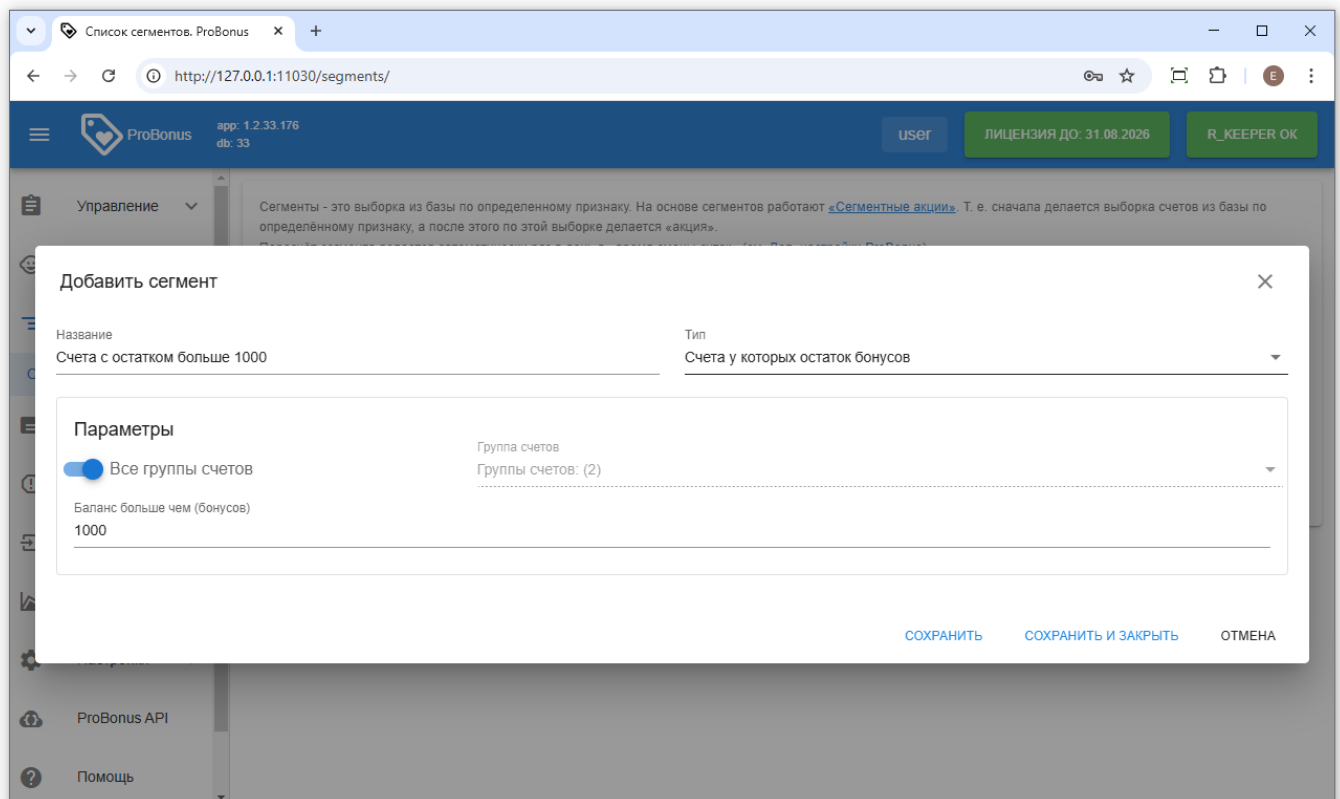 Список сегментов. ProBonus
http://127.0.0.1:11030/segments/
E
ProBonus
app: 1.2.33.176
db: 33
user
ЛИЦЕНЗИЯ ДО: 31.08.2026
R_KEEPER OK
Управление
Сегменты - это выборка из базы по определенному признаку. На основе сегментов работают «Сегментные акции». Т. е. сначала делается выборка счетов из базы по
определённому признаку, а после этого по этой выборке делается «акция».
Добавить сегмент
Название
Счета с остатком больше 1000
Тип
Счета у которых остаток бонусов
Параметры
Все группы счетов
Группа счетов
Группы счетов: (2)
Баланс больше чем (бонусов)
1000
СОХРАНИТЬ
СОХРАНИТЬ И ЗАКРЫТЬ
ОТМЕНА
ProBonus API
Помощь